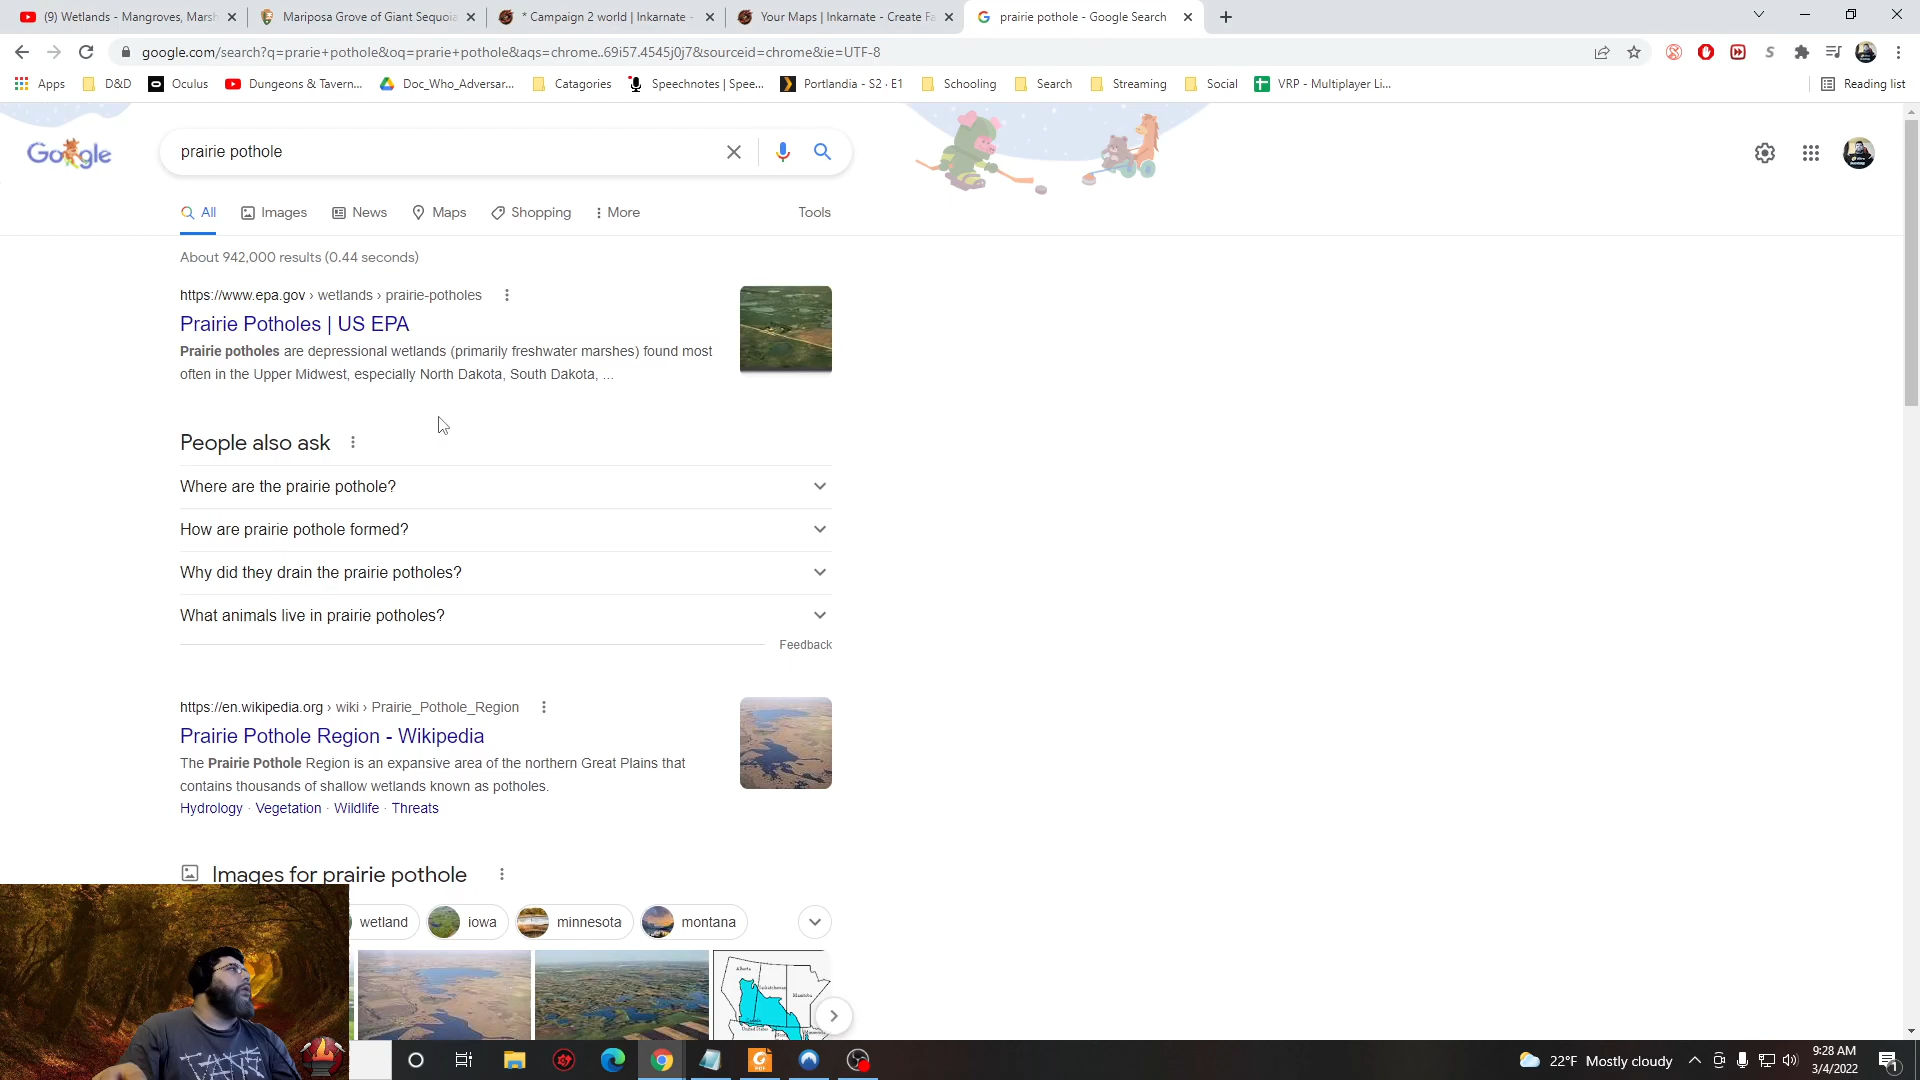 (9) Wetlands - Mangroves, Marsh
Mariposa Grove of Giant Sequoia
* Campaign 2 world | Inkarnate -
Your Maps | Inkarnate - Create Fa
prairie pothole - Google Search
google.com/search?q=prarie+pothole&oq=prarie+pothole&aqs=chrome..69i57.4545j0j7&sourceid=chrome&ie=UTF-8
Apps
D&D
Oculus
Dungeons & Tavern...
Doc_Who_Adversar...
Catagories
Speechnotes | Spee...
Portlandia - S2 · E1
Schooling
Search
Streaming
Social
VRP - Multiplayer Li...
Reading list
Google
prairie pothole
All
Images
News
Maps
Shopping
More
Tools
About 942,000 results (0.44 seconds)
https://www.epa.gov › wetlands › prairie-potholes
Prairie Potholes | US EPA
Prairie potholes are depressional wetlands (primarily freshwater marshes) found most
often in the Upper Midwest, especially North Dakota, South Dakota, ...
People also ask
Where are the prairie pothole?
How are prairie pothole formed?
Why did they drain the prairie potholes?
What animals live in prairie potholes?
Feedback
https://en.wikipedia.org › wiki › Prairie_Pothole_Region
Prairie Pothole Region - Wikipedia
The Prairie Pothole Region is an expansive area of the northern Great Plains that
contains thousands of shallow wetlands known as potholes.
Hydrology · Vegetation · Wildlife · Threats
Images for prairie pothole
wetland
iowa
minnesota
montana
Alberta
Saskatchewan
Manitoba
Canada
United States
22°F Mostly cloudy
9:28 AM
3/4/2022
1